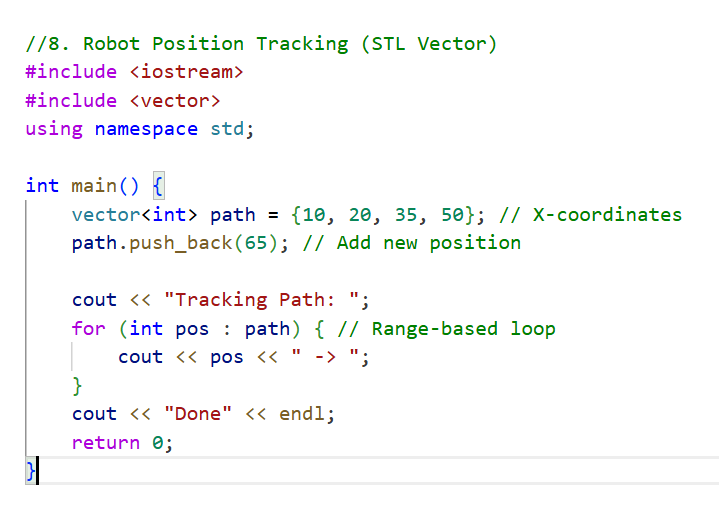 //8. Robot Position Tracking (STL Vector)
#include <iostream>
#include <vector>
using namespace std;

int main() {
    vector<int> path = {10, 20, 35, 50}; // X-coordinates
    path.push_back(65); // Add new position

    cout << "Tracking Path: ";
    for (int pos : path) { // Range-based loop
        cout << pos << " -> ";
    }
    cout << "Done" << endl;
    return 0;
}